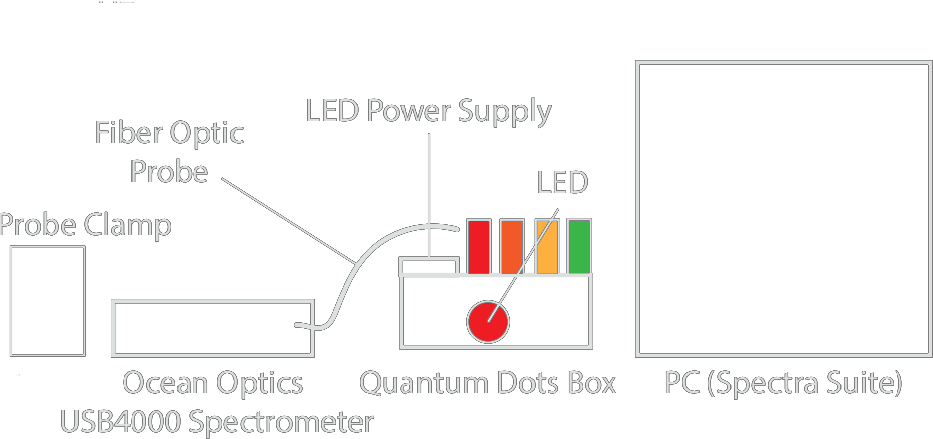 LED Power Supply
Fiber Optic
Probe
LED
Probe Clamp
Ocean Optics
USB4000 Spectrometer
Quantum Dots Box
PC (Spectra Suite)